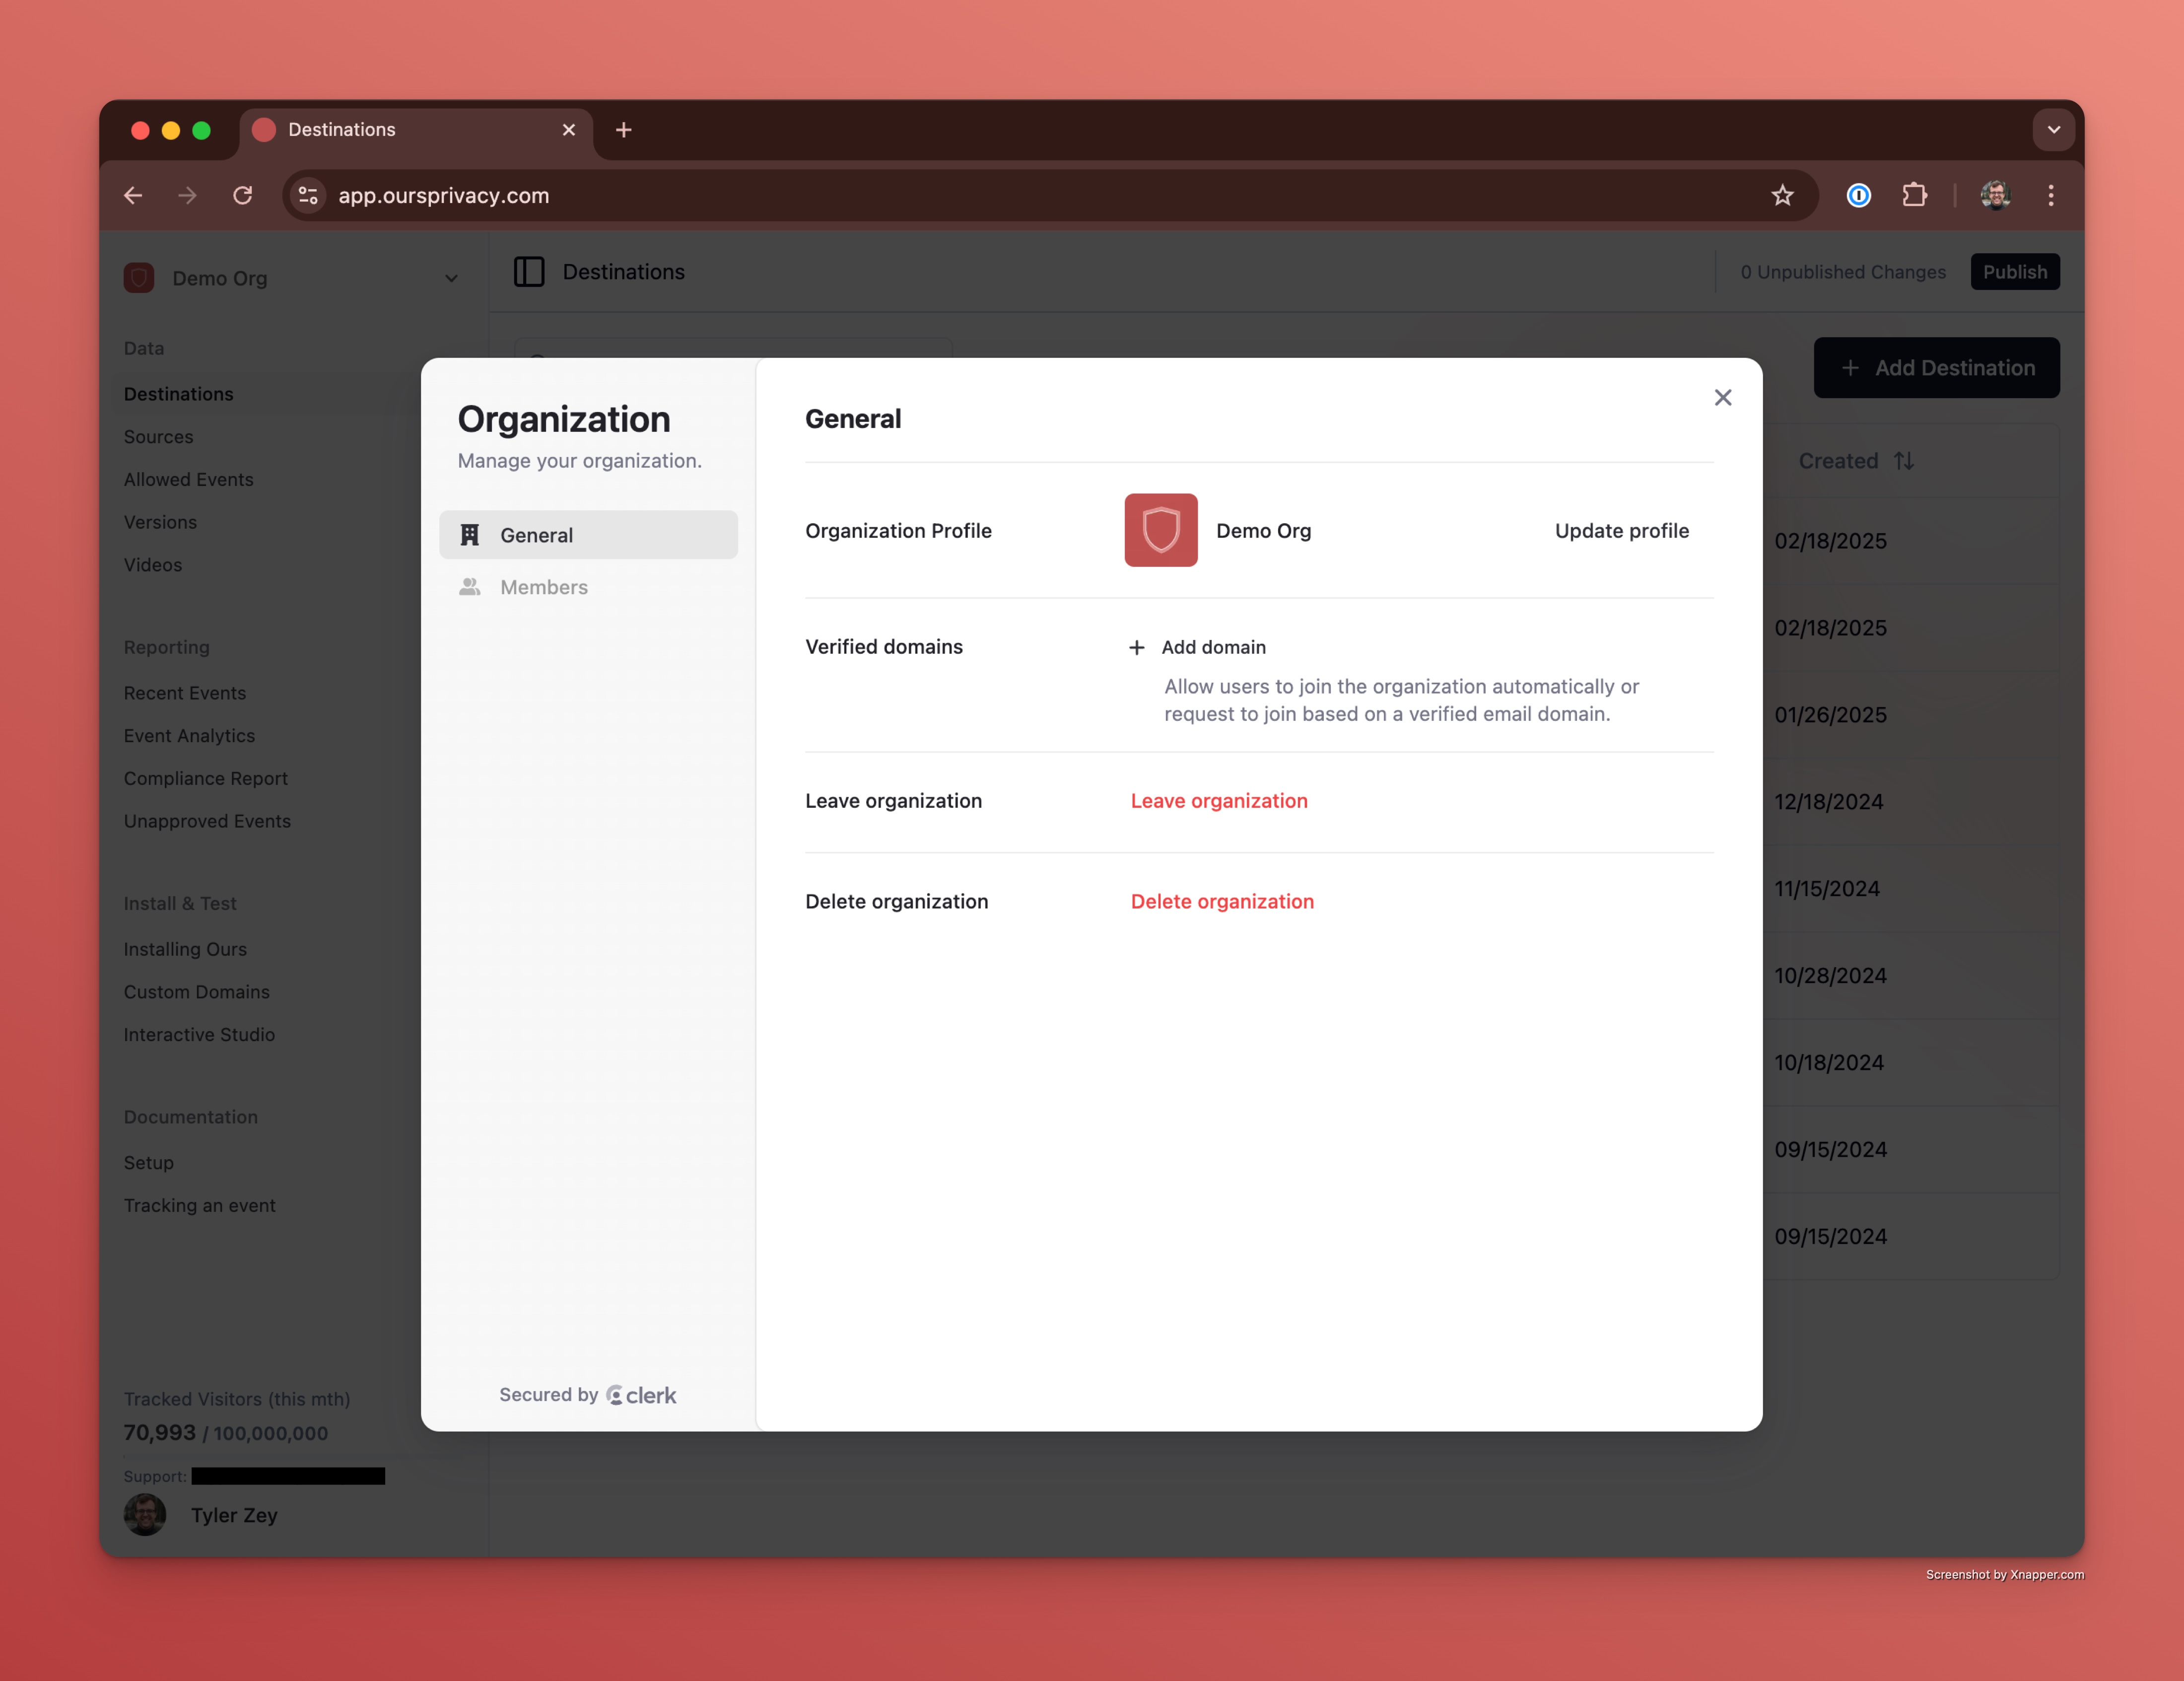 Destinations
app.oursprivacy.com
Demo Org
Destinations
0 Unpublished Changes
Publish
Data
Destinations
Sources
Allowed Events
Versions
Videos
Reporting
Recent Events
Event Analytics
Compliance Report
Unapproved Events
Install & Test
Installing Ours
Custom Domains
Interactive Studio
Documentation
Setup
Tracking an event
Tracked Visitors (this mth)
70,993 / 100,000,000
Support:
Tyler Zey
Organization
Manage your organization.
General
Members
Secured by clerk
General
Organization Profile
Demo Org
Update profile
Verified domains
Add domain
Allow users to join the organization automatically or
request to join based on a verified email domain.
Leave organization
Leave organization
Delete organization
Delete organization
Add Destination
Created
02/18/2025
02/18/2025
01/26/2025
12/18/2024
11/15/2024
10/28/2024
10/18/2024
09/15/2024
09/15/2024
Screenshot by Xnapper.com